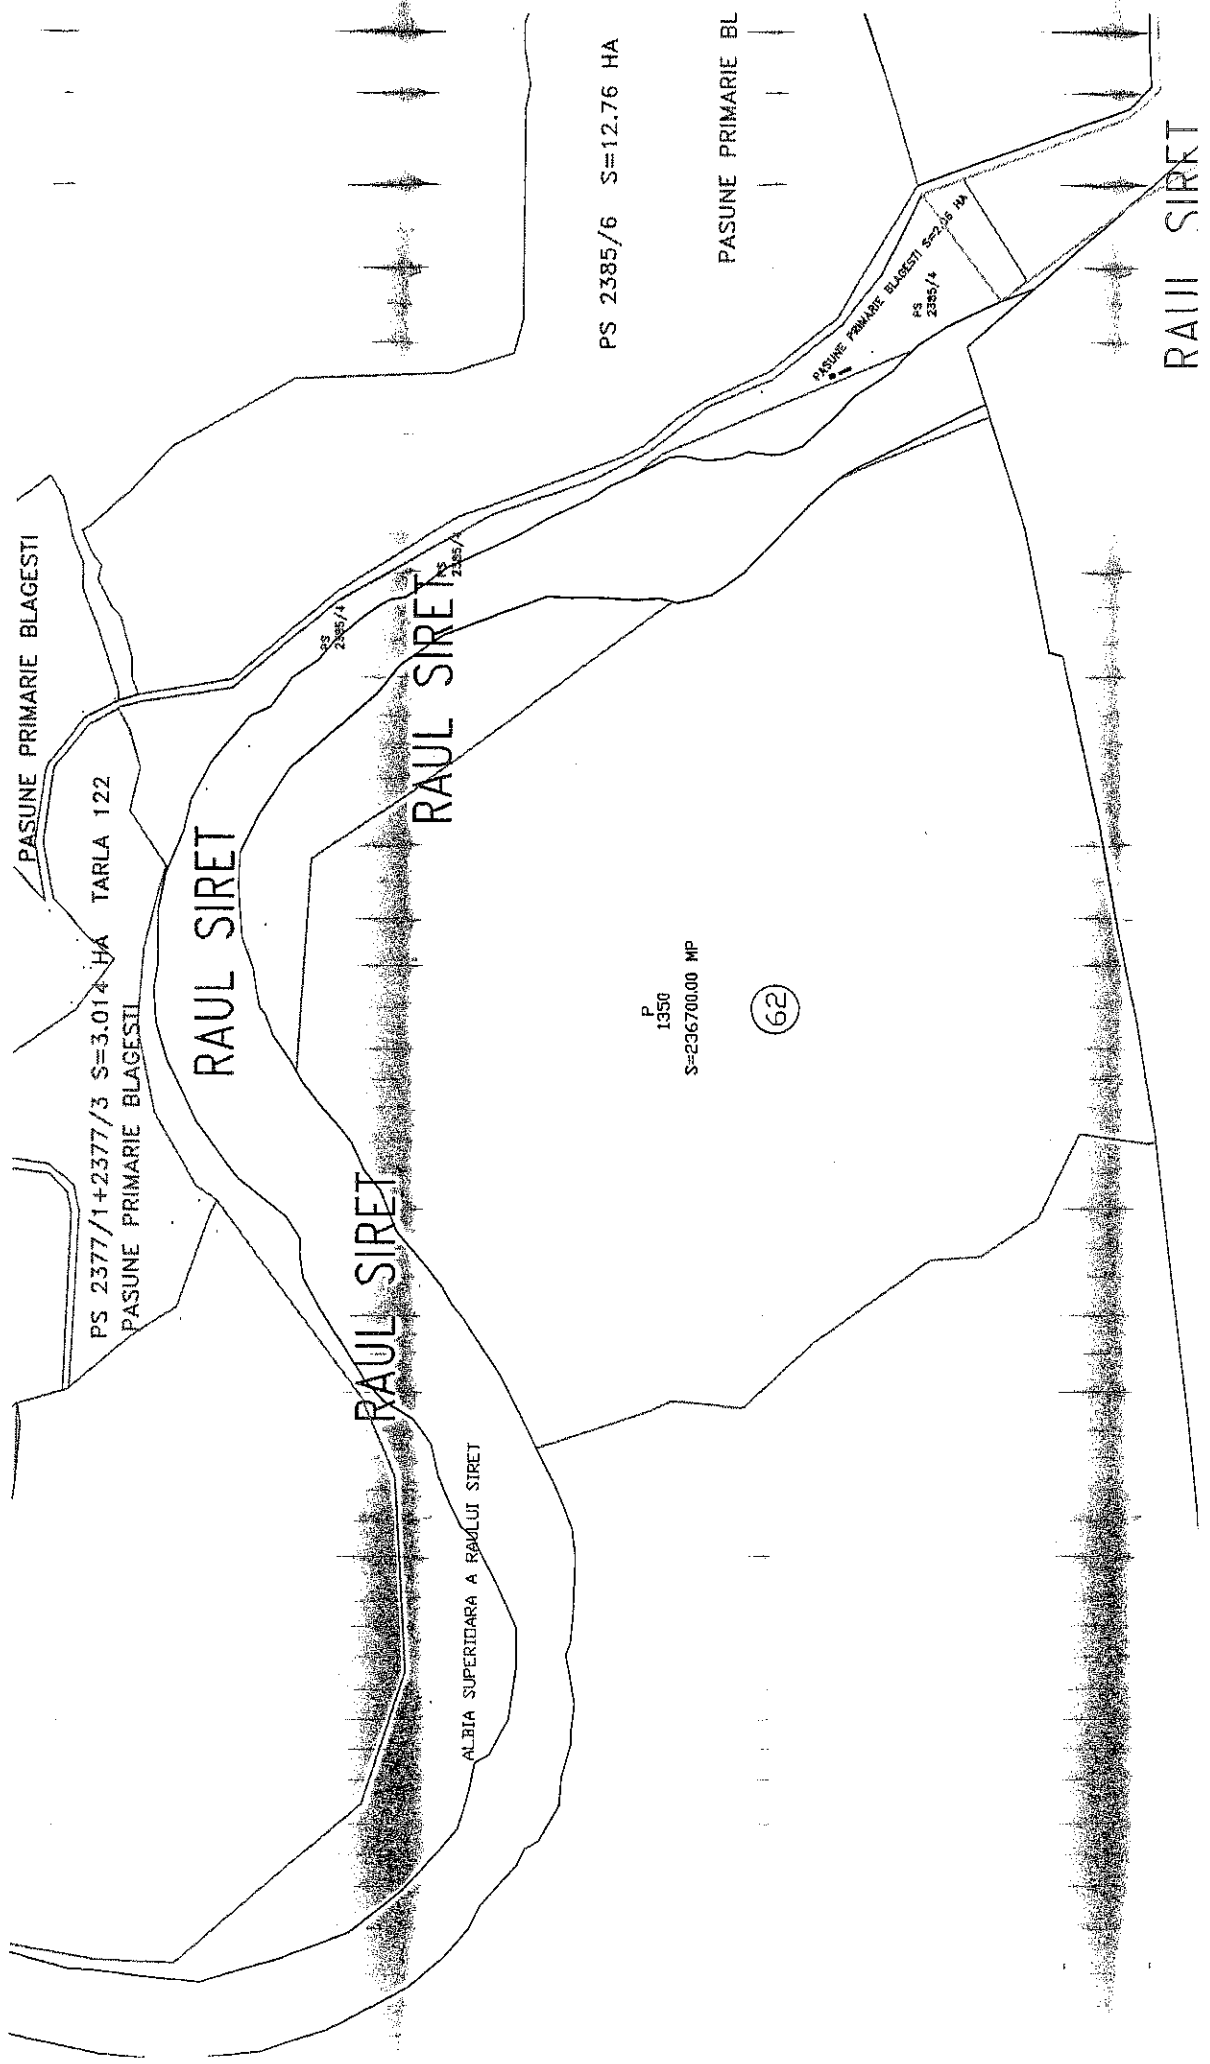 PASUNE PRIMARIE BLAGESTI
PS 2377/1+2377/3 S=3.014 HA TARLA 122
PASUNE PRIMARIE BLAGESTI
RAUL SIRET
PS
2385/4
RAUL SIRET
PS
2385/4
RAUL SIRET
ALBIA SUPERIOARA A RAULUI SIRET
PS 2385/6 S=12.76 HA
PASUNE PRIMARIE BL
P
1350
S=236700.00 MP
62
PASUNE PRIMARIE BLAGESTI S=2.06 HA
PS
2385/4
RAUL SIRET